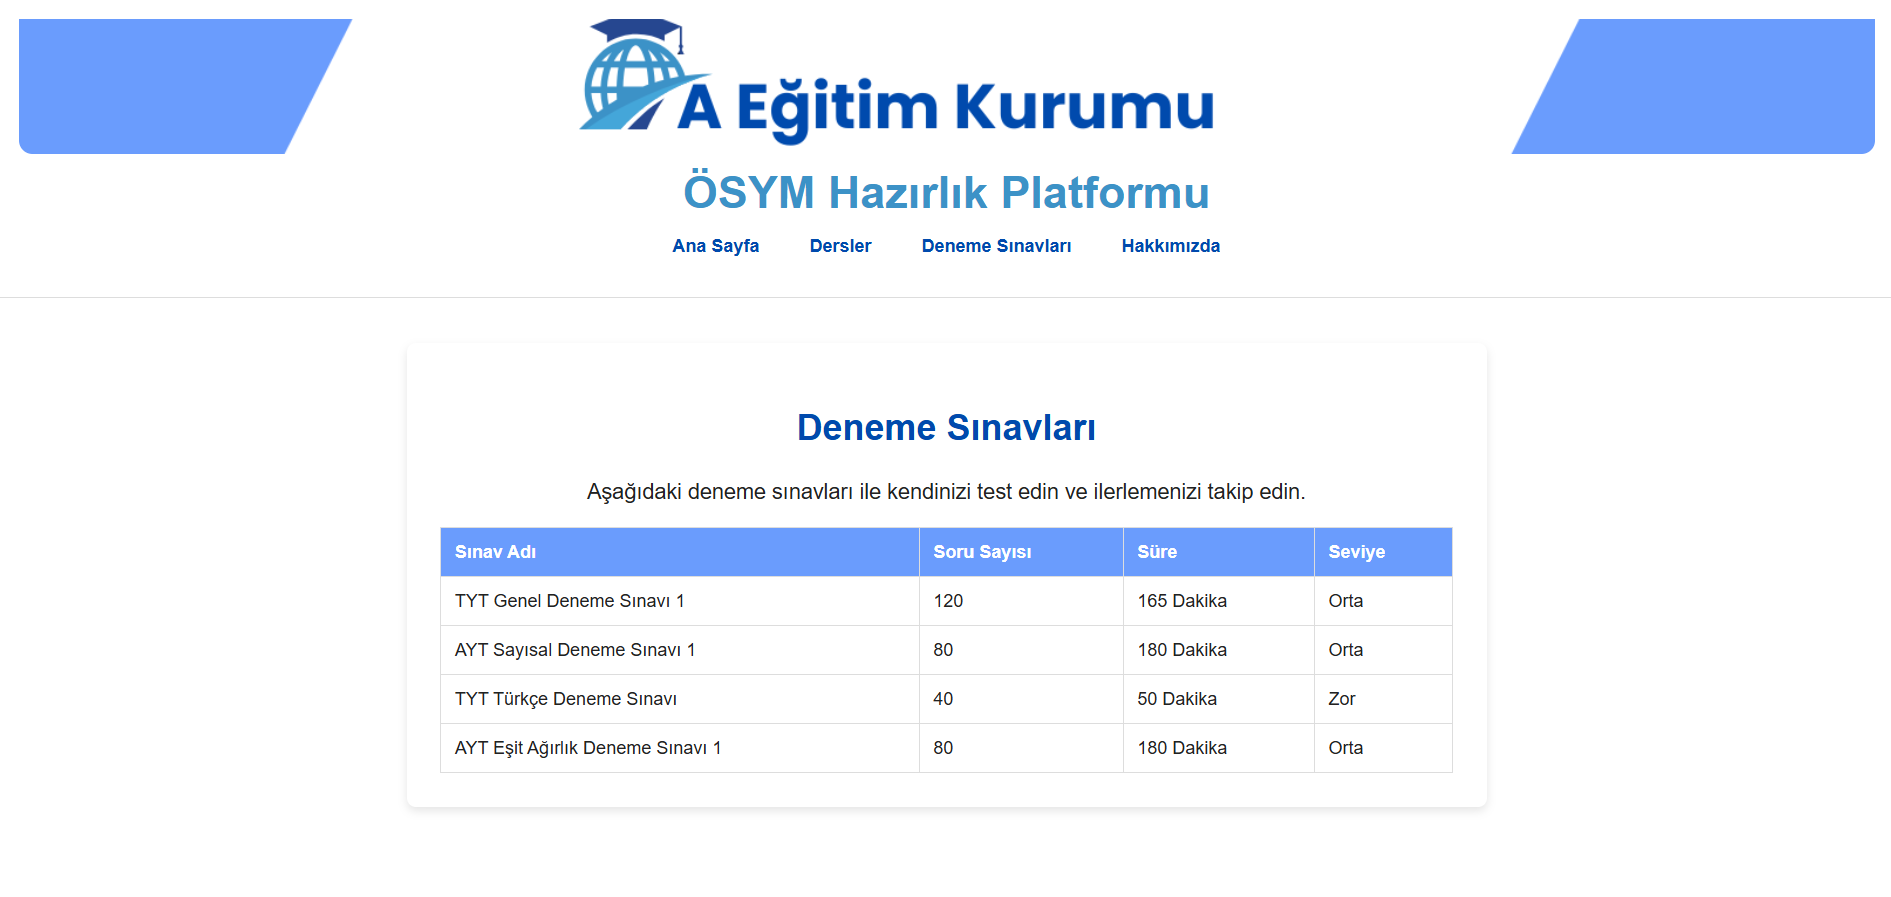 A Eğitim Kurumu
ÖSYM Hazırlık Platformu
Ana Sayfa Dersler Deneme Sınavları Hakkımızda
Deneme Sınavları
Aşağıdaki deneme sınavları ile kendinizi test edin ve ilerlemenizi takip edin.
Sınav Adı Soru Sayısı Süre Seviye
TYT Genel Deneme Sınavı 1 120 165 Dakika Orta
AYT Sayısal Deneme Sınavı 1 80 180 Dakika Orta
TYT Türkçe Deneme Sınavı 40 50 Dakika Zor
AYT Eşit Ağırlık Deneme Sınavı 1 80 180 Dakika Orta